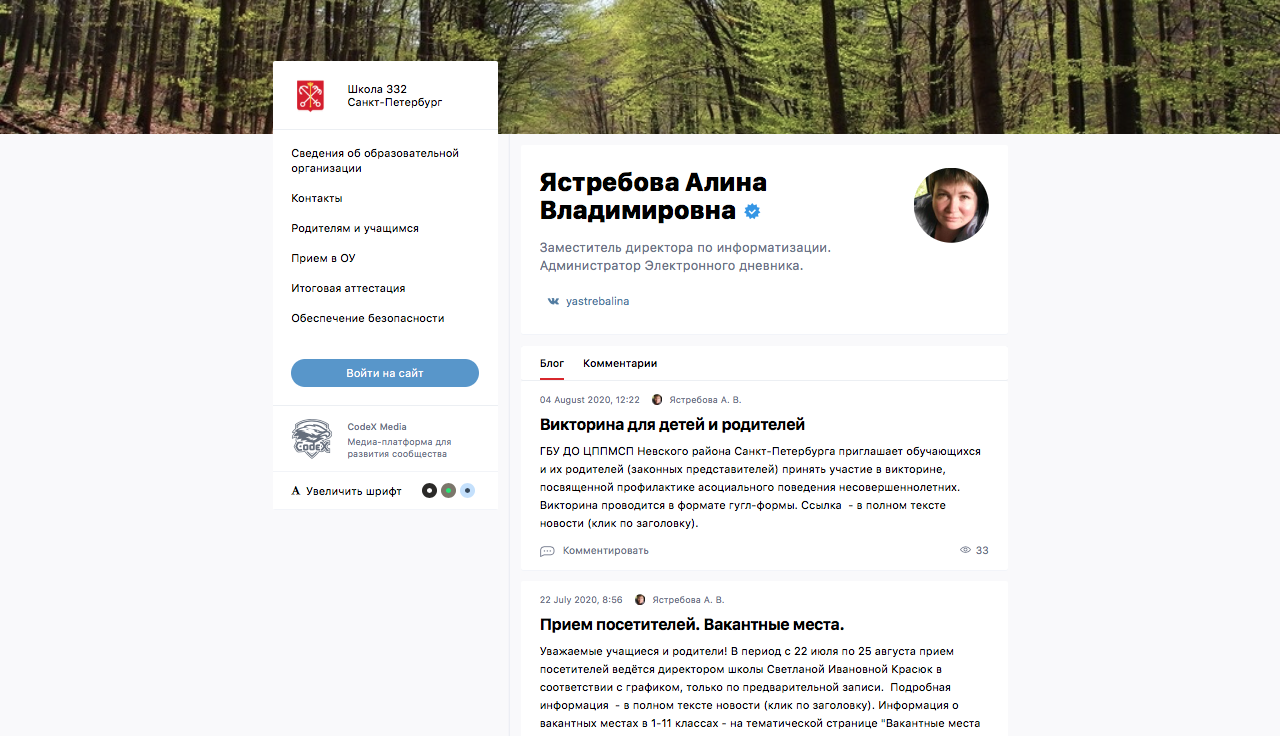 Школа 332
Санкт-Петербург
Сведения об образовательной
организации
Контакты
Родителям и учащимся
Прием в ОУ
Итоговая аттестация
Обеспечение безопасности
Войти на сайт
CodeX
CodeX Media
Медиа-платформа для
развития сообщества
A Увеличить шрифт
Ястребова Алина
Владимировна
Заместитель директора по информатизации.
Администратор Электронного дневника.
yastrebalina
Блог Комментарии
04 August 2020, 12:22 Ястребова А. В.
Викторина для детей и родителей
ГБУ ДО ЦППМСП Невского района Санкт-Петербурга приглашает обучающихся
и их родителей (законных представителей) принять участие в викторине,
посвященной профилактике асоциального поведения несовершеннолетних.
Викторина проводится в формате гугл-формы. Ссылка - в полном тексте
новости (клик по заголовку).
Комментировать 33
22 July 2020, 8:56 Ястребова А. В.
Прием посетителей. Вакантные места.
Уважаемые учащиеся и родители! В период с 22 июля по 25 августа прием
посетителей ведётся директором школы Светланой Ивановной Красюк в
соответствии с графиком, только по предварительной записи. Подробная
информация - в полном тексте новости (клик по заголовку). Информация о
вакантных местах в 1-11 классах - на тематической странице "Вакантные места